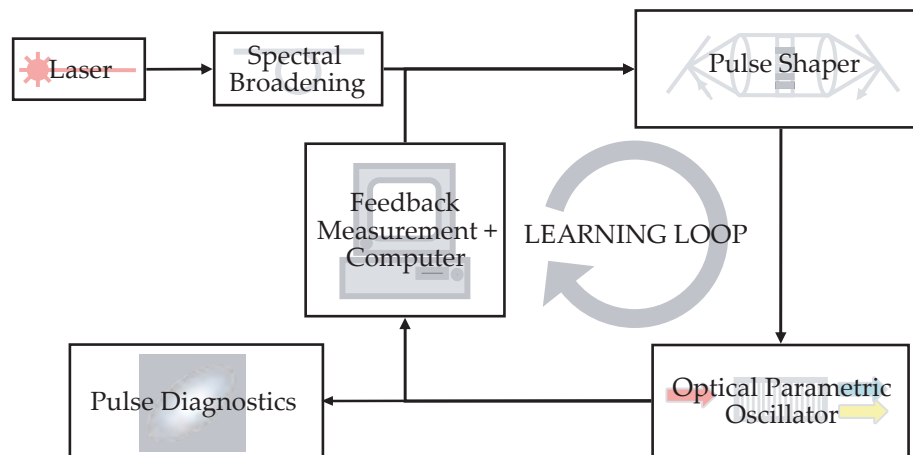 Laser
Spectral
Broadening
Pulse Shaper
Feedback
Measurement +
Computer
LEARNING LOOP
Pulse Diagnostics
Optical Parametric
Oscillator